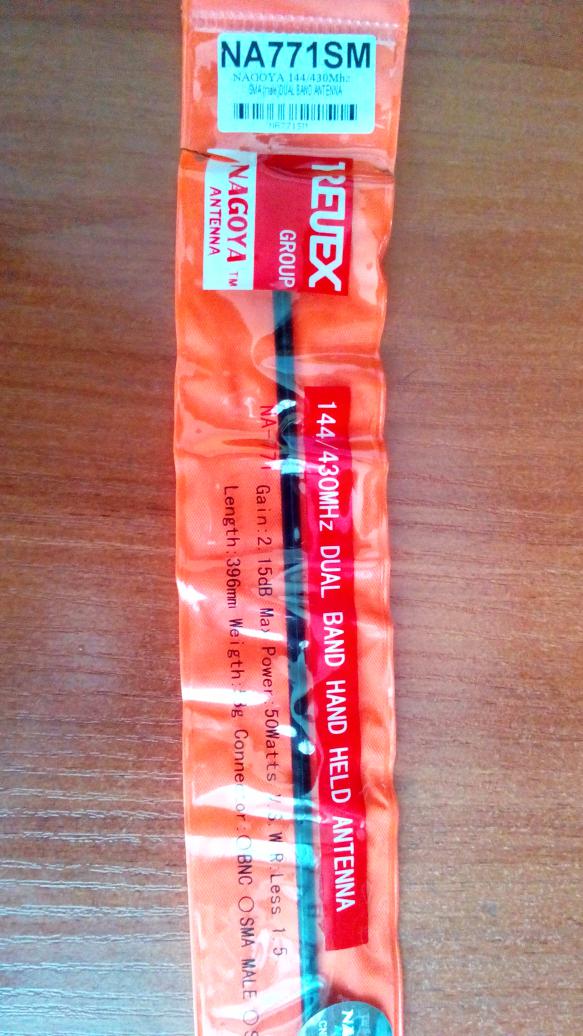 NA771SM
NAGOYA 144/430Mhz
SMA(male)DUAL BAND ANTENNA
NA771SM
REUEX
GROUP
NAGOYA TM
ANTENNA
144/430MHz DUAL BAND HAND HELD ANTENNA
NA-771 Gain:2.15dB Max Power:50Watts V.S.W.R:Less 1.5
Length:396mm Weigth: g Connector:○BNC ○SMA MALE ○